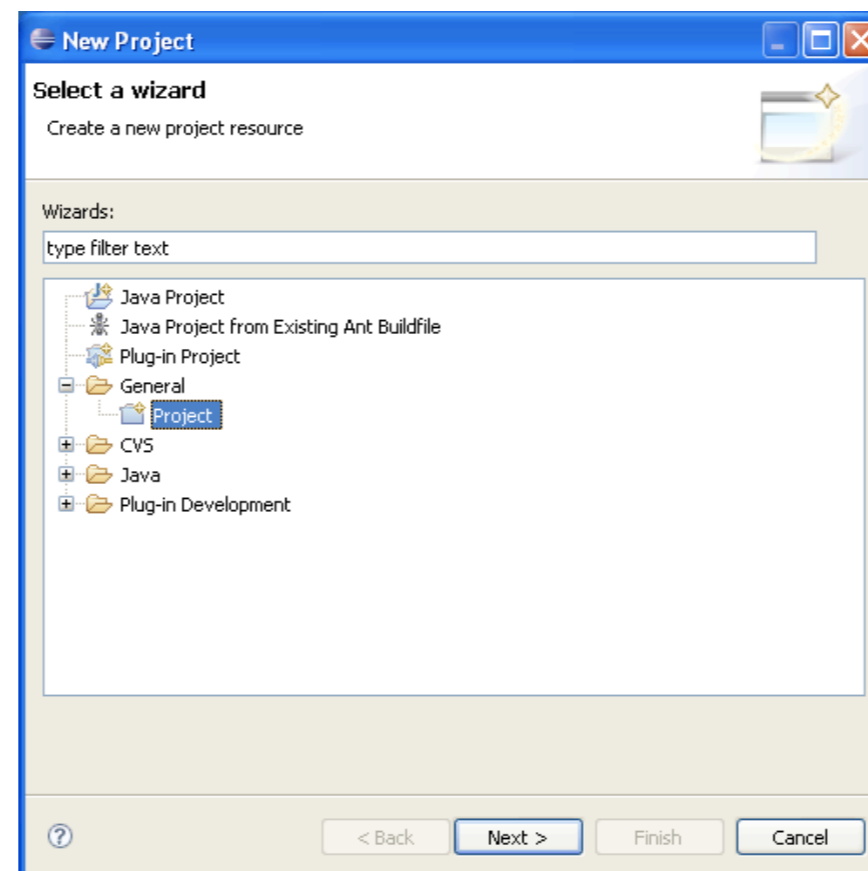 New Project
Select a wizard
Create a new project resource
Wizards:
type filter text
Java Project
Java Project from Existing Ant Buildfile
Plug-in Project
General
Project
CVS
Java
Plug-in Development
? < Back Next > Finish Cancel